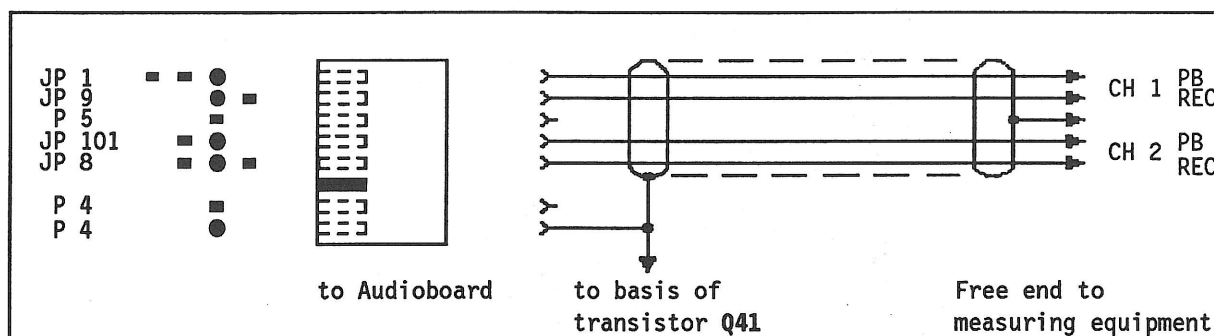 JP 1
JP 9
P 5
JP 101
JP 8
P 4
P 4
CH 1 PB
REC
CH 2 PB
REC
to Audioboard
to basis of
transistor Q41
Free end to
measuring equipment